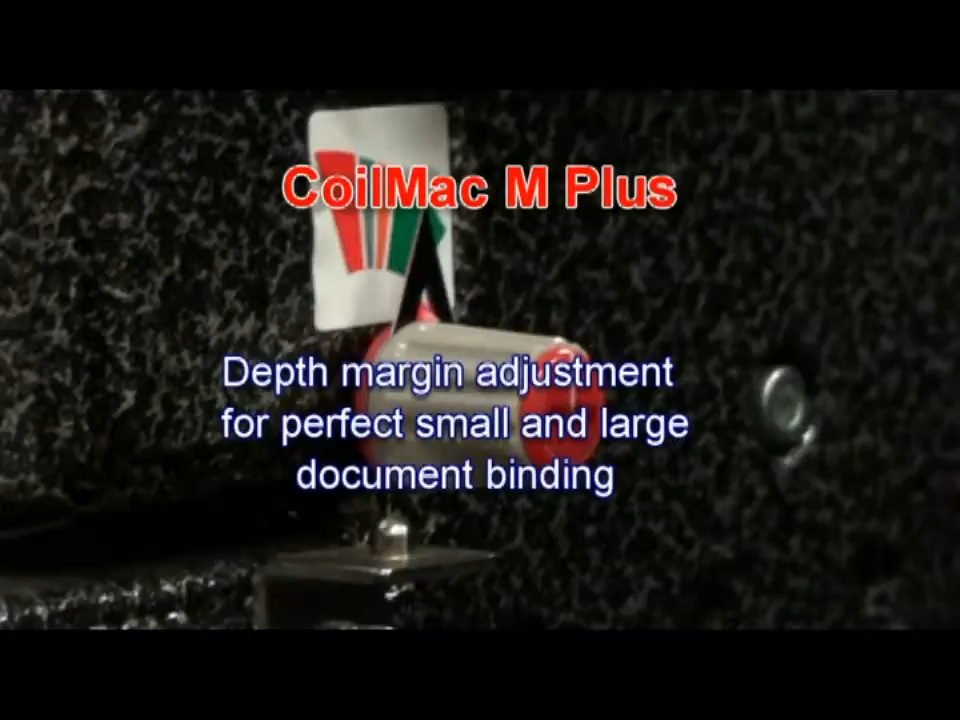 CoilMac M Plus
Depth margin adjustment
for perfect small and large
document binding